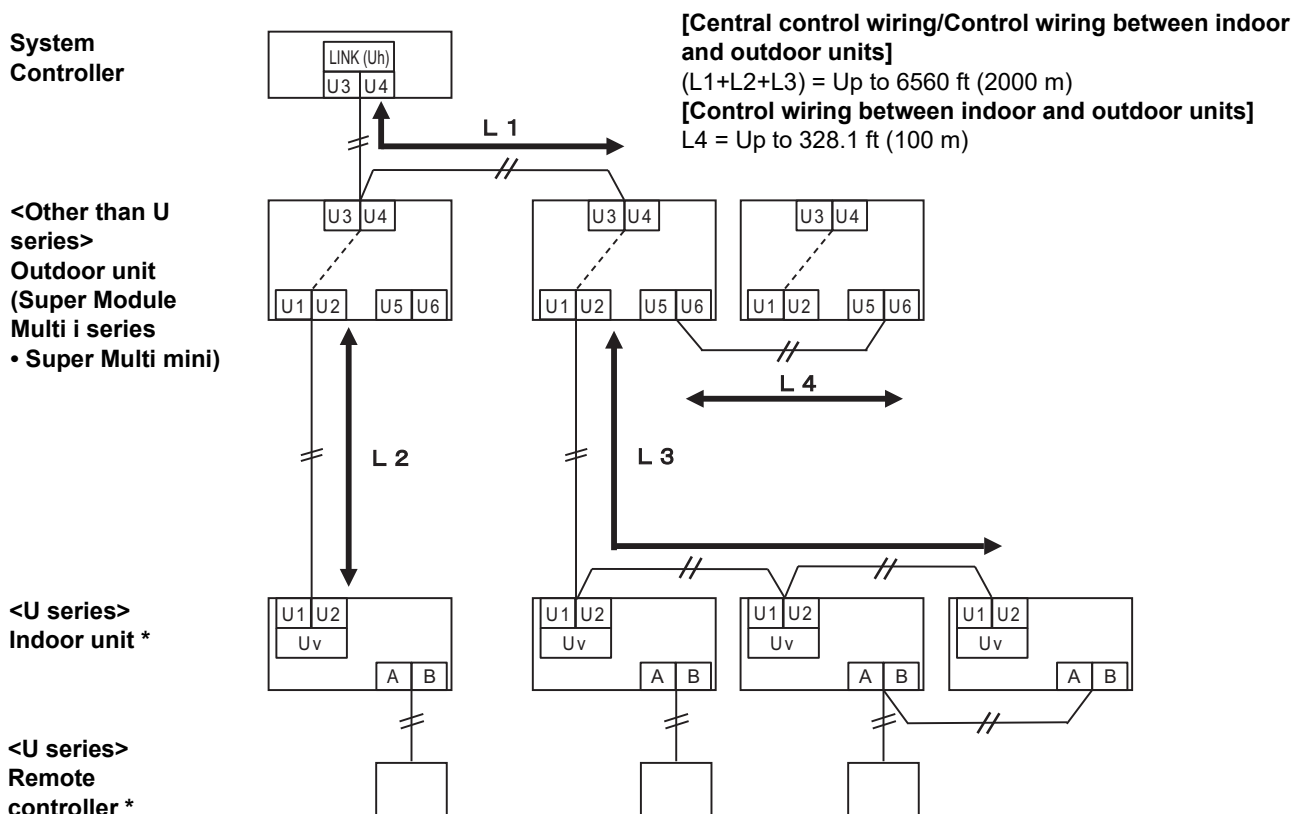 System
Controller
LINK (Uh)
U3 U4
[Central control wiring/Control wiring between indoor
and outdoor units]
(L1+L2+L3) = Up to 6560 ft (2000 m)
[Control wiring between indoor and outdoor units]
L4 = Up to 328.1 ft (100 m)
L 1
<Other than U
series>
Outdoor unit
(Super Module
Multi i series
• Super Multi mini)
U3 U4
U1 U2 U5 U6
U3 U4
U1 U2 U5 U6
U3 U4
U1 U2 U5 U6
L 4
L 2
L 3
<U series>
Indoor unit *
U1 U2
Uv
A B
U1 U2
Uv
A B
U1 U2
Uv
A B
U1 U2
Uv
A B
<U series>
Remote
controller *